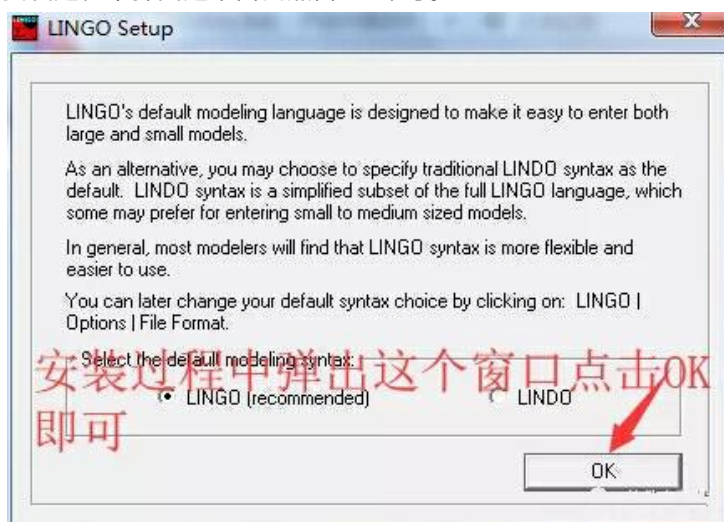 LINGO Setup
LINGO's default modeling language is designed to make it easy to enter both
large and small models.
As an alternative, you may choose to specify traditional LINDO syntax as the
default. LINDO syntax is a simplified subset of the full LINGO language, which
some may prefer for entering small to medium sized models.
In general, most modelers will find that LINGO syntax is more flexible and
easier to use.
You can later change your default syntax choice by clicking on: LINGO |
Options | File Format.
Select the default modeling syntax:
安装过程中弹出这个窗口点击OK
LINGO (recommended) LINDO
即可
OK